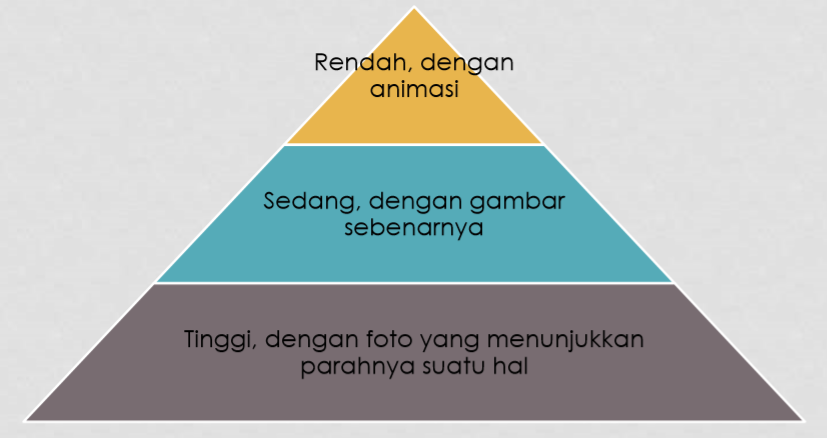 Rendah, dengan
animasi
Sedang, dengan gambar
sebenarnya
Tinggi, dengan foto yang menunjukkan
parahnya suatu hal